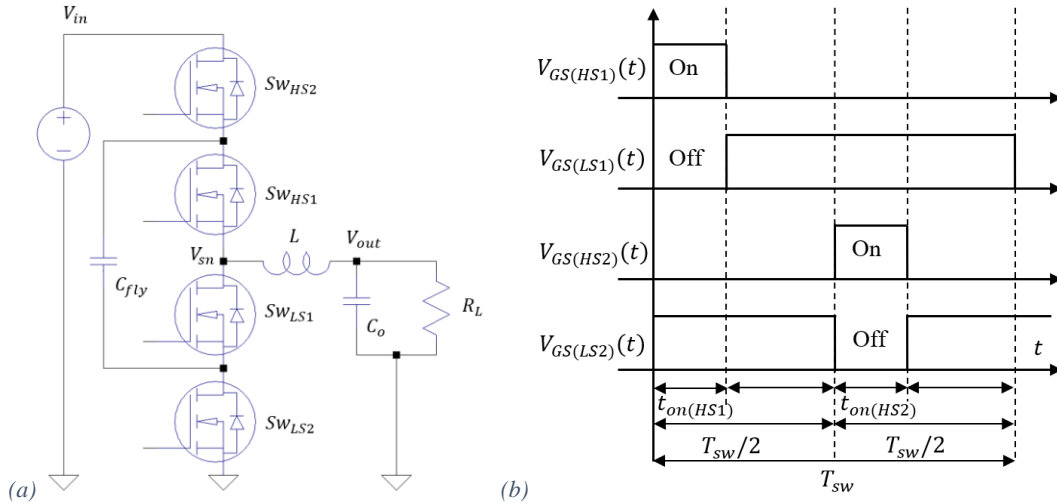 V_in
Sw_HS2
+
−
Sw_HS1
L
V_out
V_sn
C_fly
Sw_LS1
C_o
R_L
Sw_LS2
(a)
V_GS(HS1)(t)
On
V_GS(LS1)(t)
Off
V_GS(HS2)(t)
On
V_GS(LS2)(t)
Off
t
t_on(HS1)
t_on(HS2)
T_sw/2
T_sw/2
T_sw
(b)